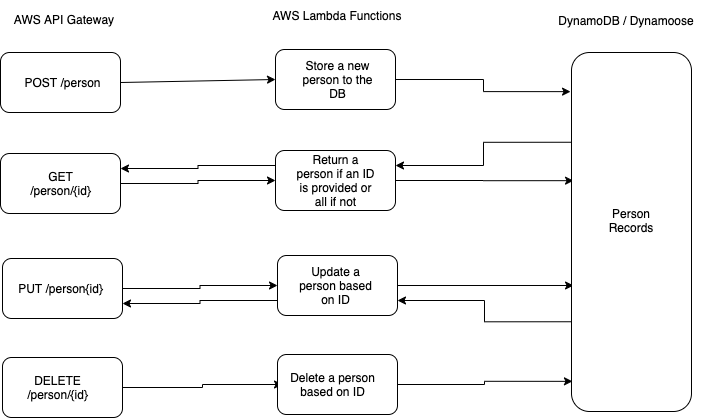 AWS API Gateway
AWS Lambda Functions
DynamoDB / Dynamoose
POST /person
Store a new
person to the
DB
GET
/person/{id}
Return a
person if an ID
is provided or
all if not
Person
Records
PUT /person{id}
Update a
person based
on ID
DELETE
/person/{id}
Delete a person
based on ID